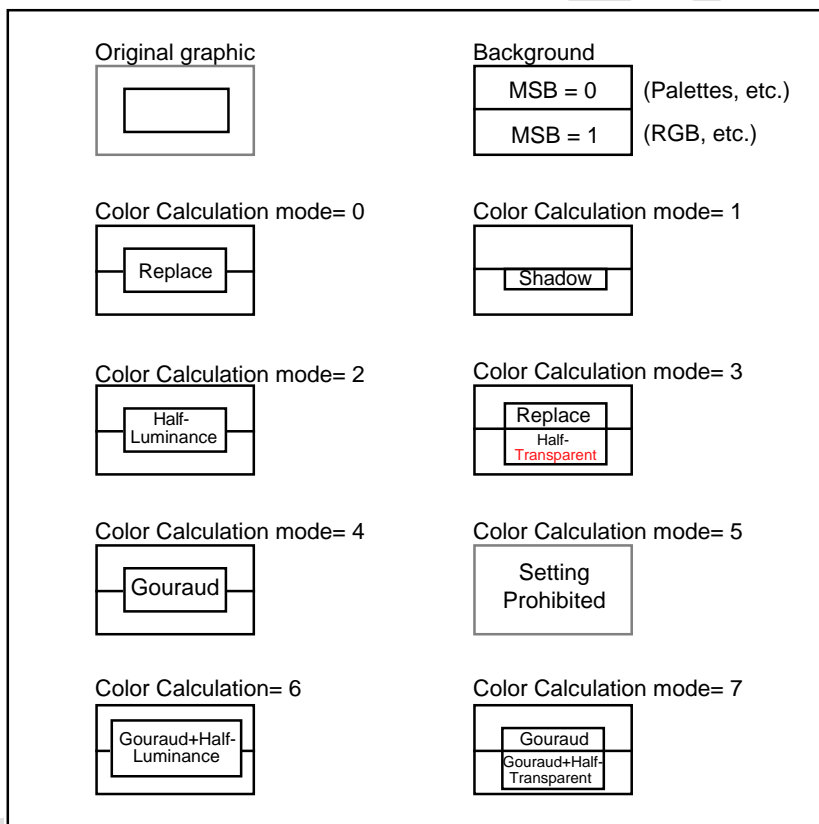 Original graphic
Background
MSB = 0 (Palettes, etc.)
MSB = 1 (RGB, etc.)
Color Calculation mode= 0
Color Calculation mode= 1
Replace
Shadow
Color Calculation mode= 2
Color Calculation mode= 3
Half-
Luminance
Replace
Half-
Transparent
Color Calculation mode= 4
Color Calculation mode= 5
Gouraud
Setting
Prohibited
Color Calculation= 6
Color Calculation mode= 7
Gouraud+Half-
Luminance
Gouraud
Gouraud+Half-
Transparent